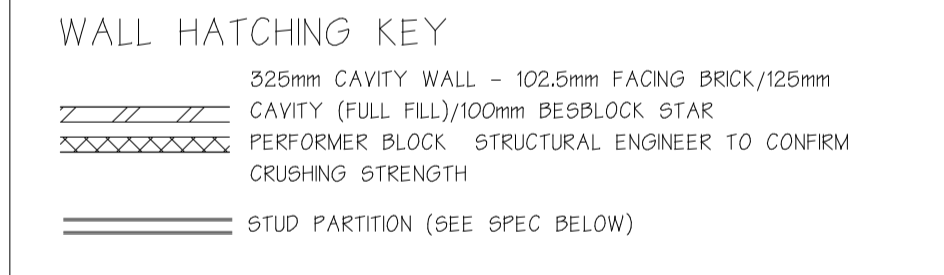 WALL HATCHING KEY
325mm CAVITY WALL - 102.5mm FACING BRICK/125mm
CAVITY (FULL FILL)/100mm BESBLOCK STAR
PERFORMER BLOCK STRUCTURAL ENGINEER TO CONFIRM
CRUSHING STRENGTH
STUD PARTITION (SEE SPEC BELOW)